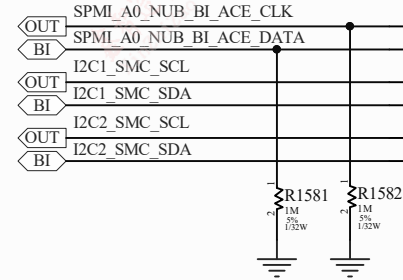 OUT SPMI_A0_NUB_BI_ACE_CLK
BI SPMI_A0_NUB_BI_ACE_DATA
OUT I2C1_SMC_SCL
BI I2C1_SMC_SDA
OUT I2C2_SMC_SCL
BI I2C2_SMC_SDA
1 R1581 1 R1582
1M 1M
5% 5%
2 1/32W 2 1/32W